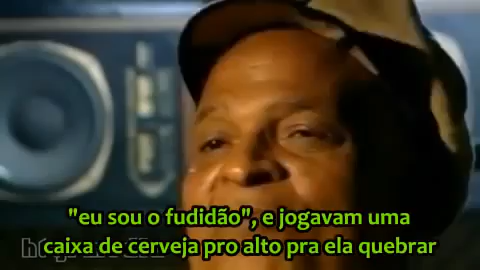 "eu sou o fudidão", e jogavam uma
caixa de cerveja pro alto pra ela quebrar